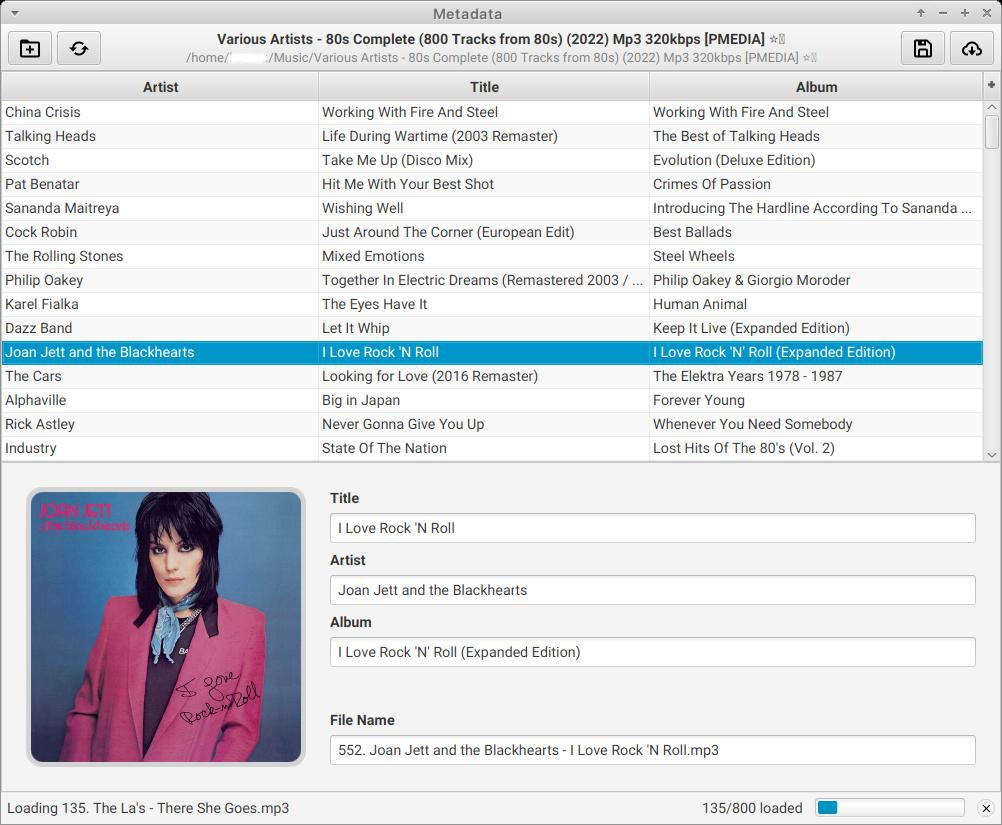 Metadata
Various Artists - 80s Complete (800 Tracks from 80s) (2022) Mp3 320kbps [PMEDIA] ☆
/home/ /Music/Various Artists - 80s Complete (800 Tracks from 80s) (2022) Mp3 320kbps [PMEDIA] ☆
Artist Title Album +
China Crisis Working With Fire And Steel Working With Fire And Steel
Talking Heads Life During Wartime (2003 Remaster) The Best of Talking Heads
Scotch Take Me Up (Disco Mix) Evolution (Deluxe Edition)
Pat Benatar Hit Me With Your Best Shot Crimes Of Passion
Sananda Maitreya Wishing Well Introducing The Hardline According To Sananda ...
Cock Robin Just Around The Corner (European Edit) Best Ballads
The Rolling Stones Mixed Emotions Steel Wheels
Philip Oakey Together In Electric Dreams (Remastered 2003 / ... Philip Oakey & Giorgio Moroder
Karel Fialka The Eyes Have It Human Animal
Dazz Band Let It Whip Keep It Live (Expanded Edition)
Joan Jett and the Blackhearts I Love Rock 'N Roll I Love Rock 'N' Roll (Expanded Edition)
The Cars Looking for Love (2016 Remaster) The Elektra Years 1978 - 1987
Alphaville Big in Japan Forever Young
Rick Astley Never Gonna Give You Up Whenever You Need Somebody
Industry State Of The Nation Lost Hits Of The 80's (Vol. 2)
JOAN JETT
& the blackhearts
BA
I love
Rock-n-Roll
Title
I Love Rock 'N Roll
Artist
Joan Jett and the Blackhearts
Album
I Love Rock 'N' Roll (Expanded Edition)
File Name
552. Joan Jett and the Blackhearts - I Love Rock 'N Roll.mp3
Loading 135. The La's - There She Goes.mp3 135/800 loaded